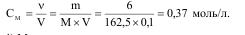 C_м = ν/V = m/(M × V) = 6/(162,5 × 0,1) = 0,37 моль/л.